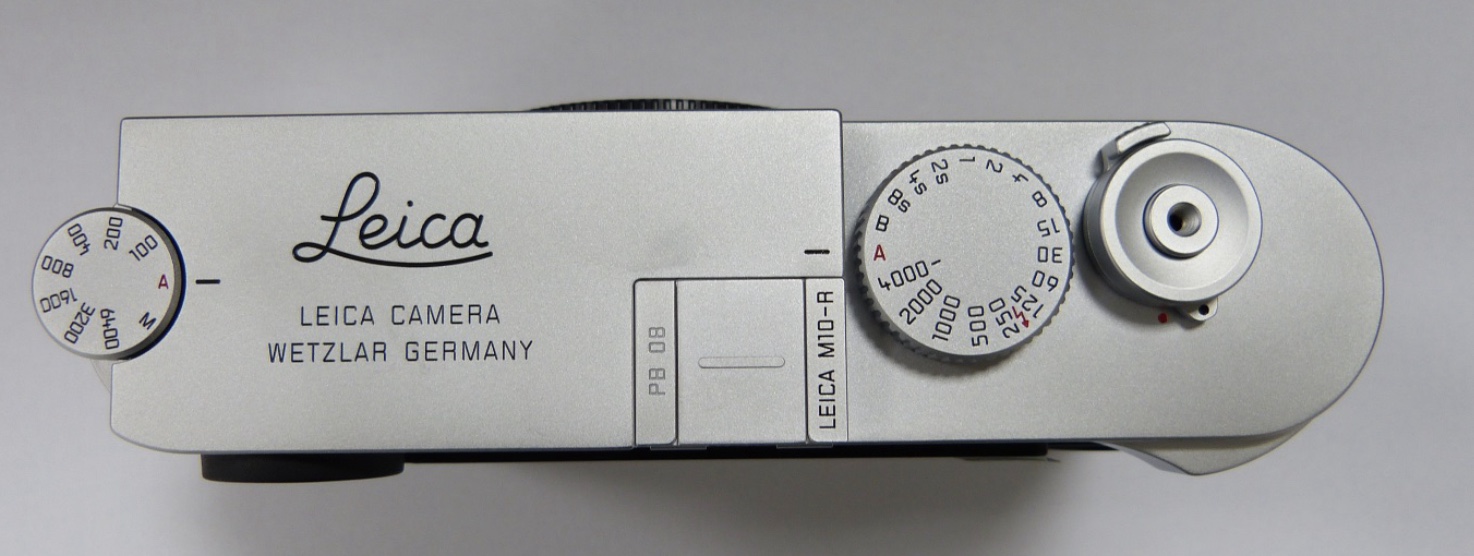 Leica
LEICA CAMERA
WETZLAR GERMANY
A
100
200
400
800
1600
3200
6400
M
PB 08
LEICA M10-R
A
B
8s
4s
2s
1
2
4
8
15
30
60
125
250
500
1000
2000
4000-